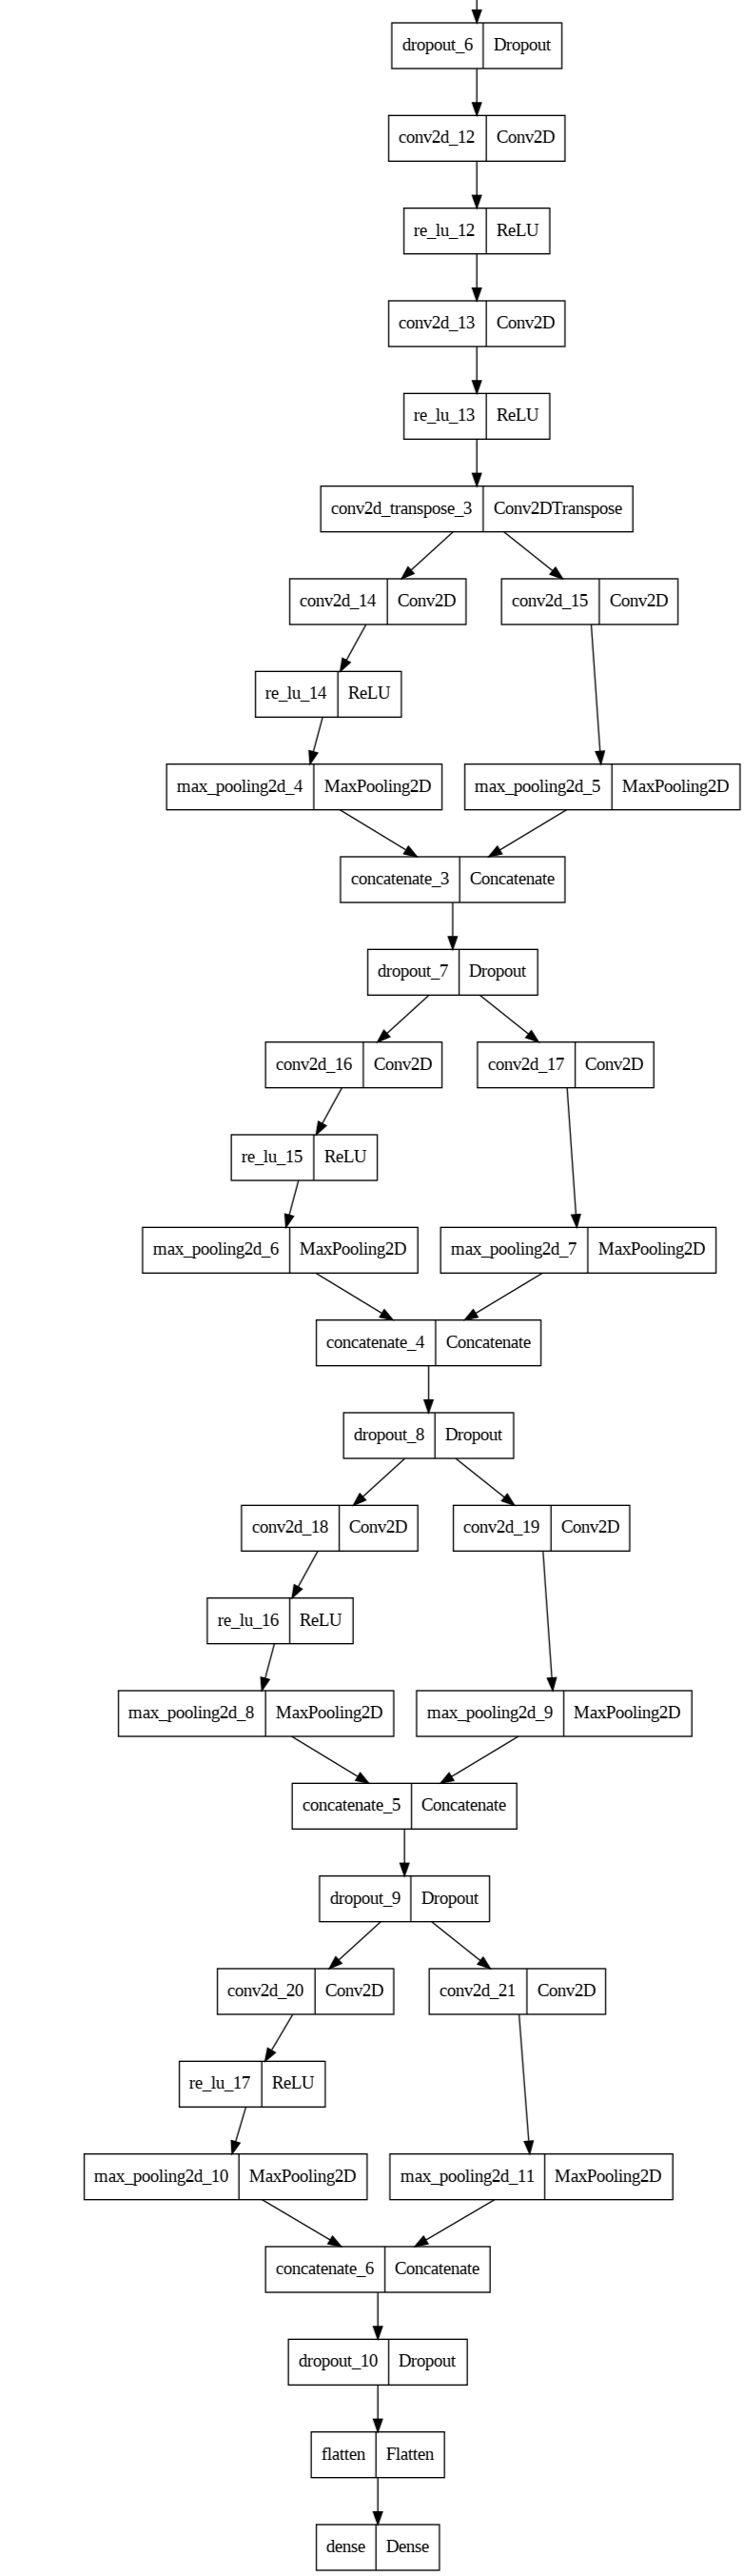 dropout_6 Dropout
conv2d_12 Conv2D
re_lu_12 ReLU
conv2d_13 Conv2D
re_lu_13 ReLU
conv2d_transpose_3 Conv2DTranspose
conv2d_14 Conv2D conv2d_15 Conv2D
re_lu_14 ReLU
max_pooling2d_4 MaxPooling2D max_pooling2d_5 MaxPooling2D
concatenate_3 Concatenate
dropout_7 Dropout
conv2d_16 Conv2D conv2d_17 Conv2D
re_lu_15 ReLU
max_pooling2d_6 MaxPooling2D max_pooling2d_7 MaxPooling2D
concatenate_4 Concatenate
dropout_8 Dropout
conv2d_18 Conv2D conv2d_19 Conv2D
re_lu_16 ReLU
max_pooling2d_8 MaxPooling2D max_pooling2d_9 MaxPooling2D
concatenate_5 Concatenate
dropout_9 Dropout
conv2d_20 Conv2D conv2d_21 Conv2D
re_lu_17 ReLU
max_pooling2d_10 MaxPooling2D max_pooling2d_11 MaxPooling2D
concatenate_6 Concatenate
dropout_10 Dropout
flatten Flatten
dense Dense